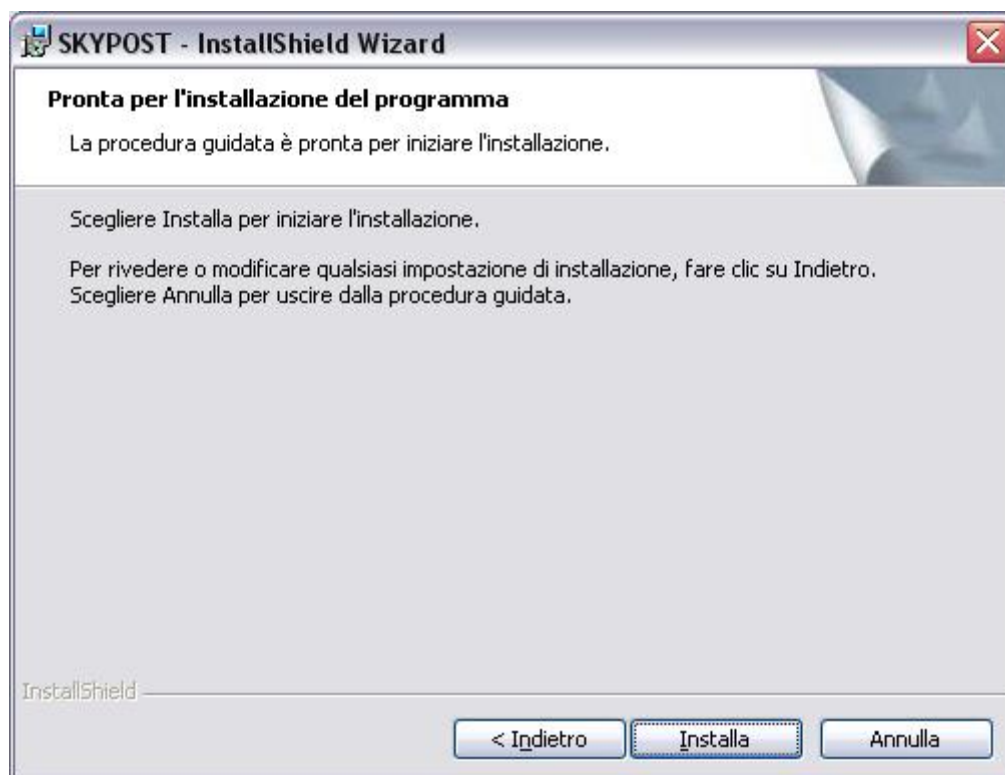 SKYPOST - InstallShield Wizard
Pronta per l'installazione del programma
La procedura guidata è pronta per iniziare l'installazione.
Scegliere Installa per iniziare l'installazione.
Per rivedere o modificare qualsiasi impostazione di installazione, fare clic su Indietro.
Scegliere Annulla per uscire dalla procedura guidata.
InstallShield
< Indietro
Installa
Annulla